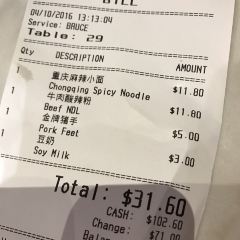 BILL
04/10/2016 13:13:04
Service: BRUCE
Table: 29
Qty DESCRIPTION AMOUNT
1 重庆麻辣小面 $11.80
Chongqing Spicy Noodle
1 牛肉酸辣粉 $11.80
Beef NDL
1 金牌猪手 $5.00
Pork Feet
1 豆奶 $3.00
Soy Milk
Total: $31.60
CASH: $102.60
Change: $71.00